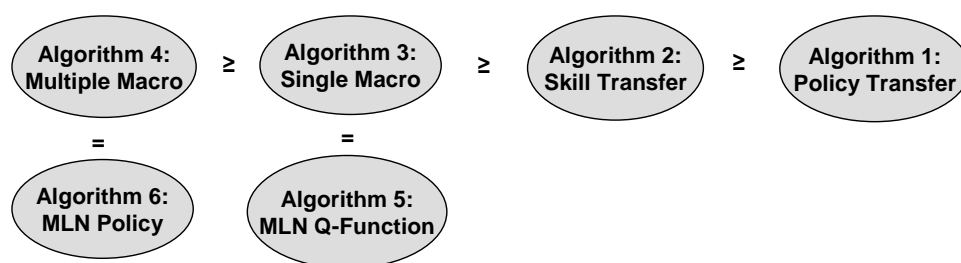 Algorithm 4:
Multiple Macro
≥
Algorithm 3:
Single Macro
≥
Algorithm 2:
Skill Transfer
≥
Algorithm 1:
Policy Transfer
=
=
Algorithm 6:
MLN Policy
Algorithm 5:
MLN Q-Function